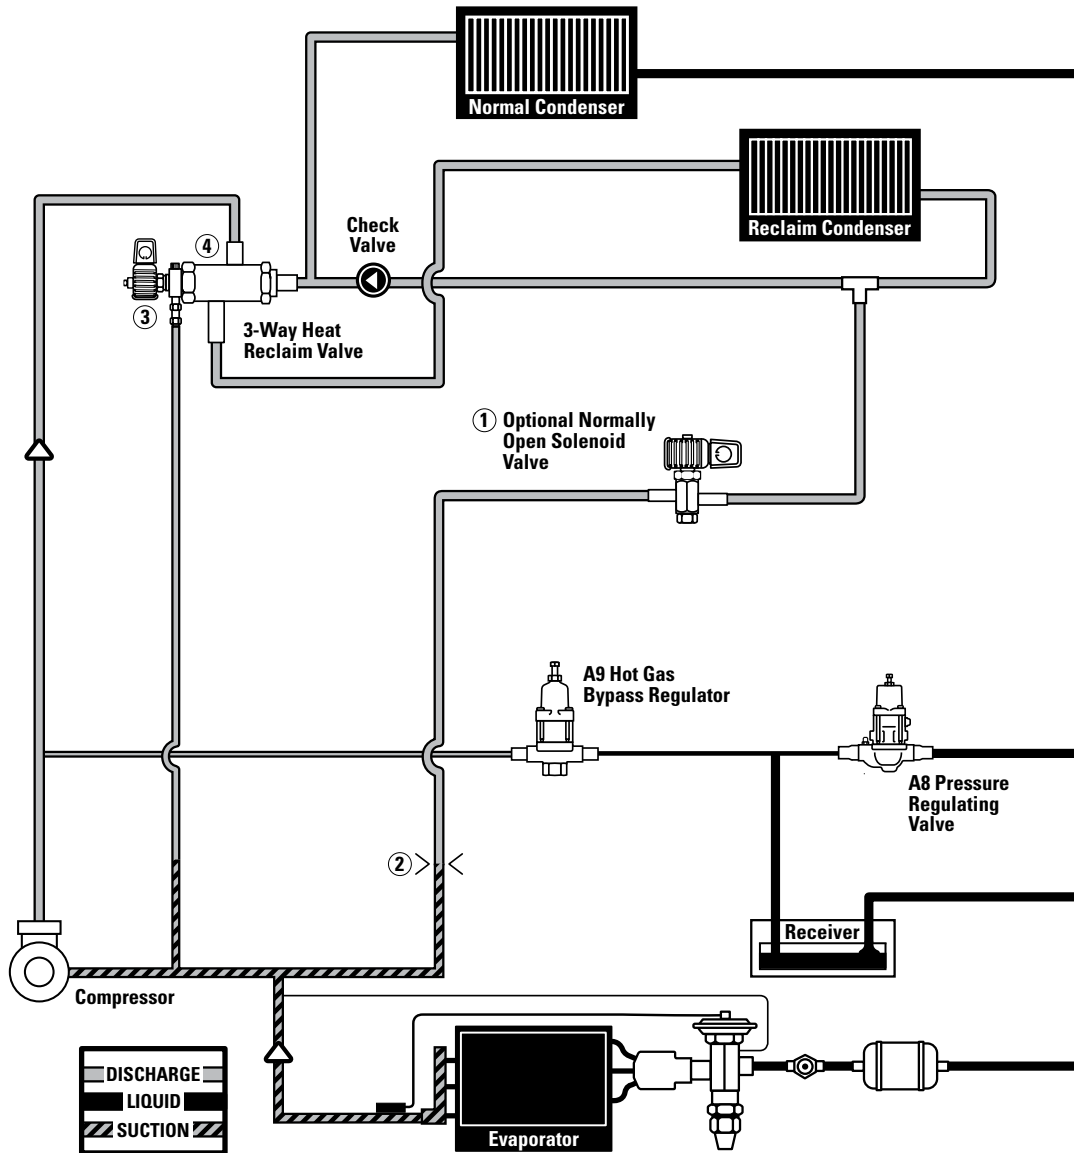 Normal Condenser
Reclaim Condenser
Check
Valve
④
③
3-Way Heat
Reclaim Valve
① Optional Normally
Open Solenoid
Valve
A9 Hot Gas
Bypass Regulator
A8 Pressure
Regulating
Valve
②
Receiver
Compressor
DISCHARGE
LIQUID
SUCTION
Evaporator